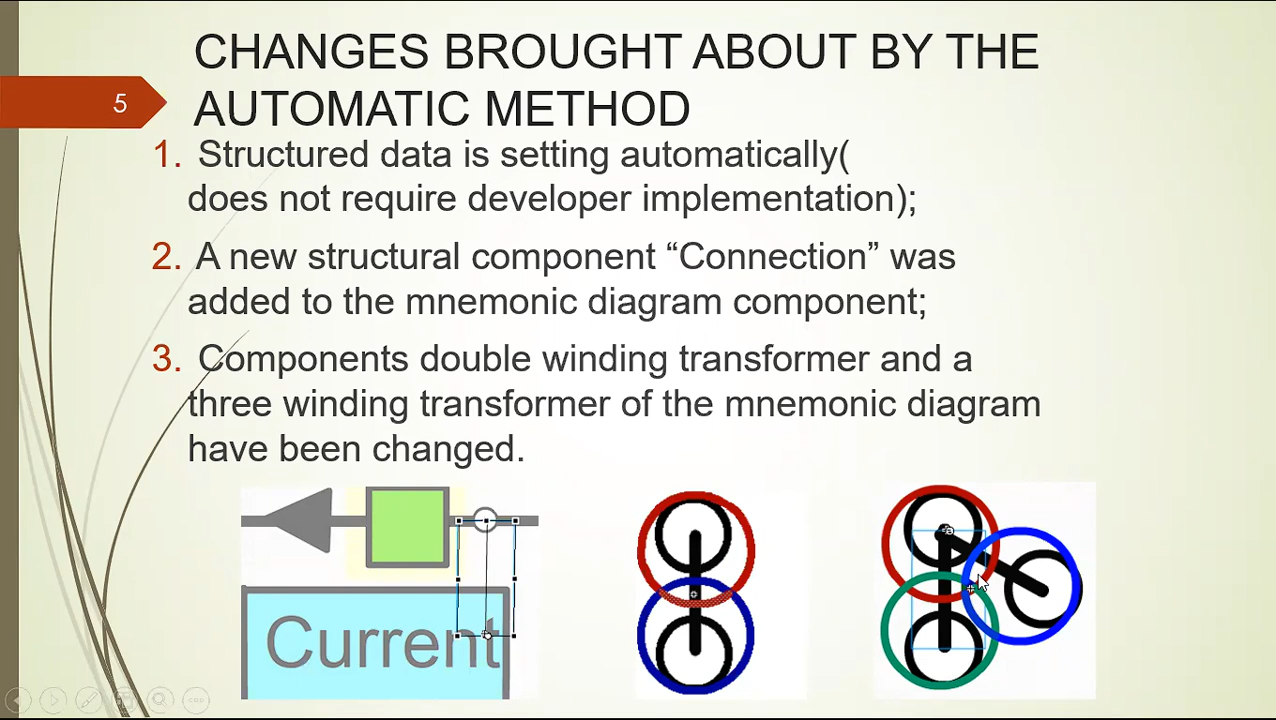 CHANGES BROUGHT ABOUT BY THE
AUTOMATIC METHOD
5
1. Structured data is setting automatically(
does not require developer implementation);
2. A new structural component “Connection” was
added to the mnemonic diagram component;
3. Components double winding transformer and a
three winding transformer of the mnemonic diagram
have been changed.
Current